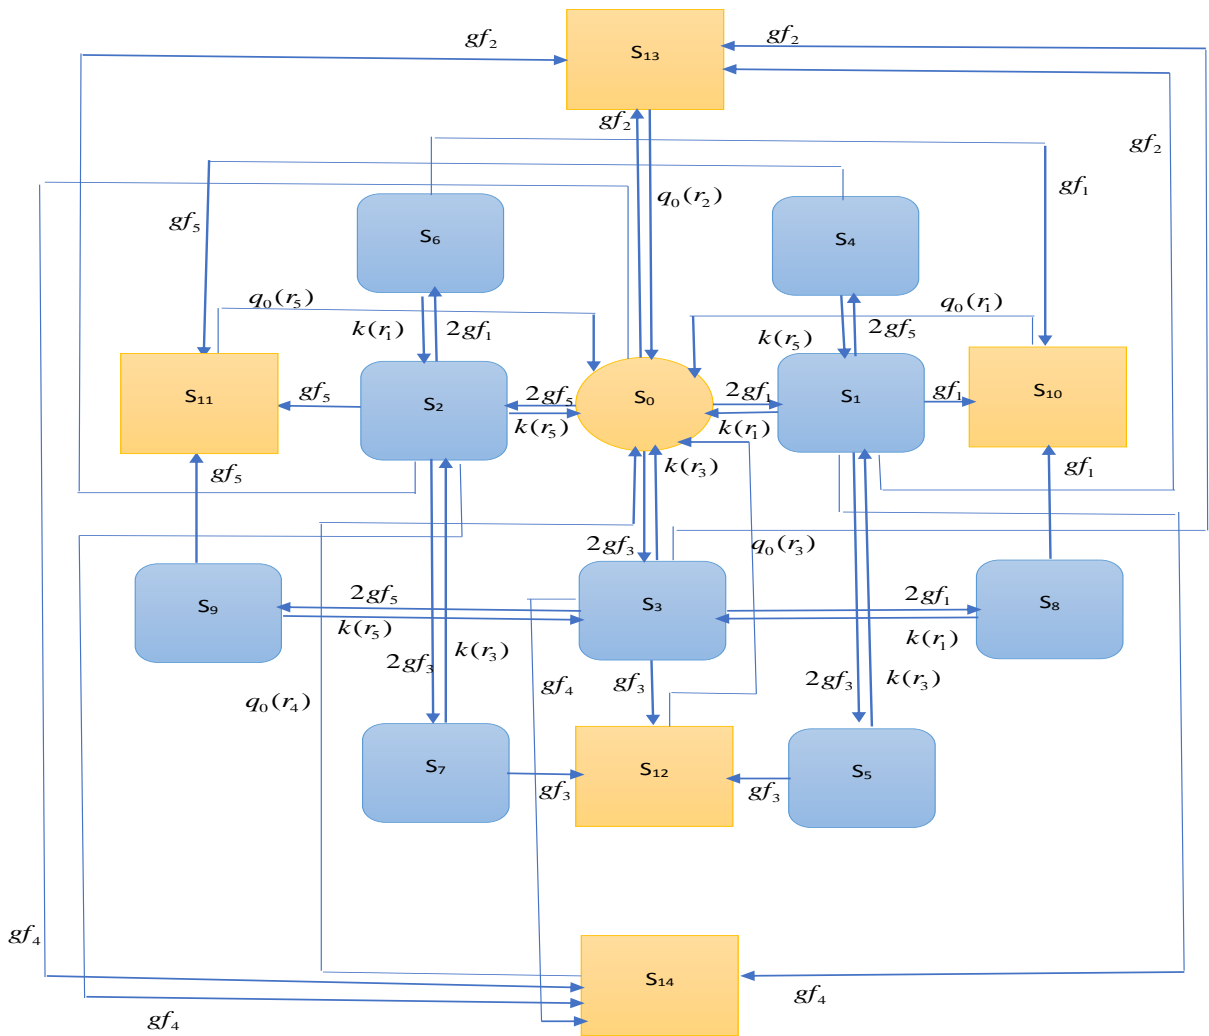 gf₂
S₁₃
gf₂
gf₂
gf₂
q₀(r₂)
gf₅
S₆
S₄
gf₁
q₀(r₅)
q₀(r₁)
k(r₁)
2gf₁
k(r₅)
2gf₅
S₁₁
gf₅
S₂
2gf₅
S₀
2gf₁
S₁
gf₁
S₁₀
k(r₅)
k(r₁)
gf₅
k(r₃)
gf₁
2gf₃
q₀(r₃)
S₉
2gf₅
S₃
2gf₁
S₈
k(r₅)
k(r₁)
2gf₃
k(r₃)
gf₄
gf₃
2gf₃
k(r₃)
q₀(r₄)
S₇
gf₃
S₁₂
gf₃
S₅
gf₄
S₁₄
gf₄
gf₄